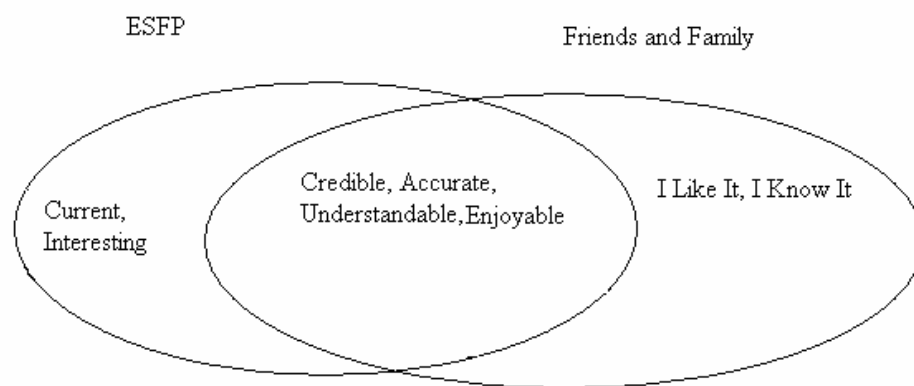 ESFP
Friends and Family
Credible, Accurate,
Understandable,Enjoyable
I Like It, I Know It
Current,
Interesting